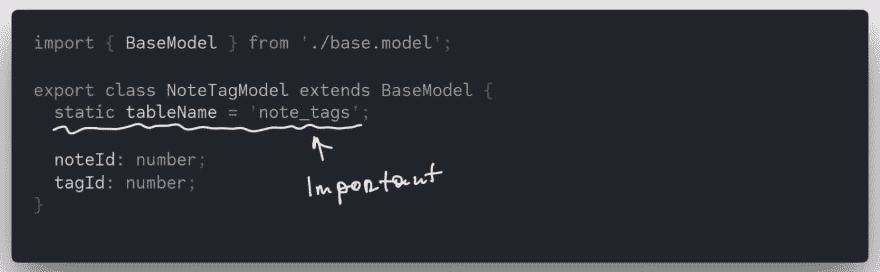 import { BaseModel } from './base.model';
export class NoteTagModel extends BaseModel {
static tableName = 'note_tags';
noteId: number;
tagId: number;
}
Important